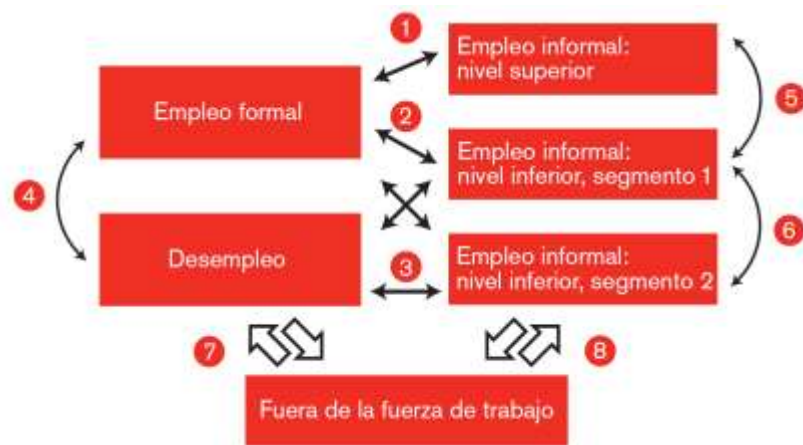 1
Empleo informal:
nivel superior
Empleo formal
5
2
Empleo informal:
nivel inferior, segmento 1
4
Desempleo
3
Empleo informal:
nivel inferior, segmento 2
6
7
8
Fuera de la fuerza de trabajo